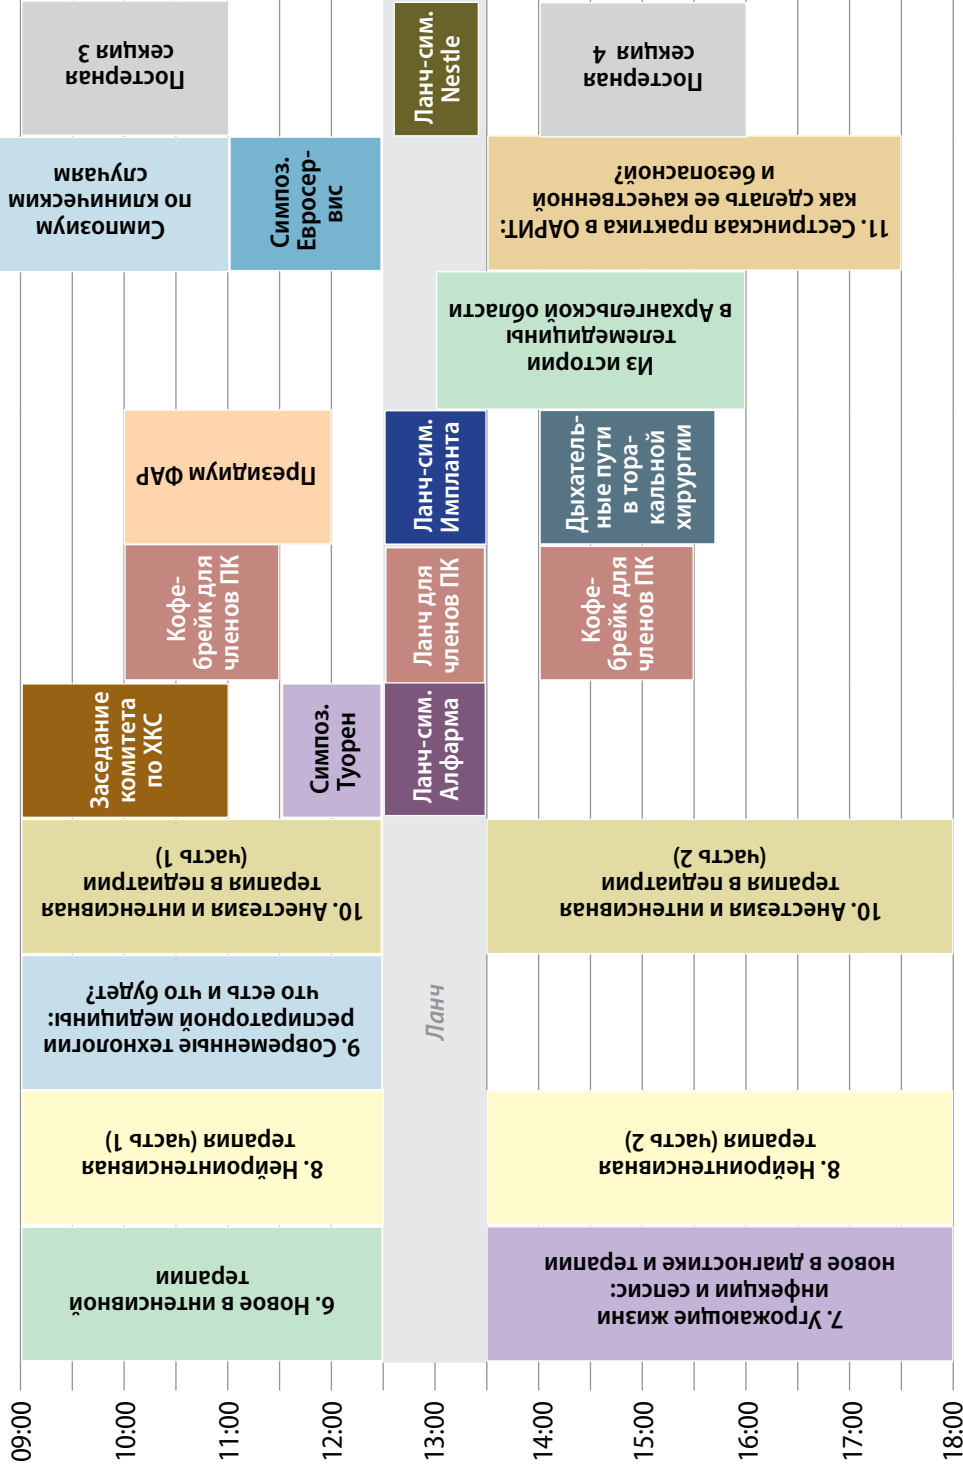 Постерная
секция 3
Ланч-сим.
Nestle
Постерная
секция 4
Симпозиум
по клиническим
случаям
Симпоз.
Евросер-
вис
11. Сестринская практика в ОАРИТ:
как сделать ее качественной
и безопасной?
Из истории
телемедицины
в Архангельской области
Президиум ФАР
Ланч-сим.
Импланта
Дыхатель-
ные пути
в тора-
кальной
хирургии
Кофе-
брейк для
членов ПК
Ланч для
членов ПК
Кофе-
брейк для
членов ПК
Заседание
комитета
по ХКС
Симпоз.
Туорен
Ланч-сим.
Алфарма
10. Анестезия и интенсивная
терапия в педиатрии
(часть 1)
10. Анестезия и интенсивная
терапия в педиатрии
(часть 2)
9. Современные технологии
респираторной медицины:
что есть и что будет?
Ланч
8. Нейроинтенсивная
терапия (часть 1)
8. Нейроинтенсивная
терапия (часть 2)
6. Новое в интенсивной
терапии
7. Угрожающие жизни
инфекции и сепсис:
новое в диагностике и терапии
09:00
10:00
11:00
12:00
13:00
14:00
15:00
16:00
17:00
18:00